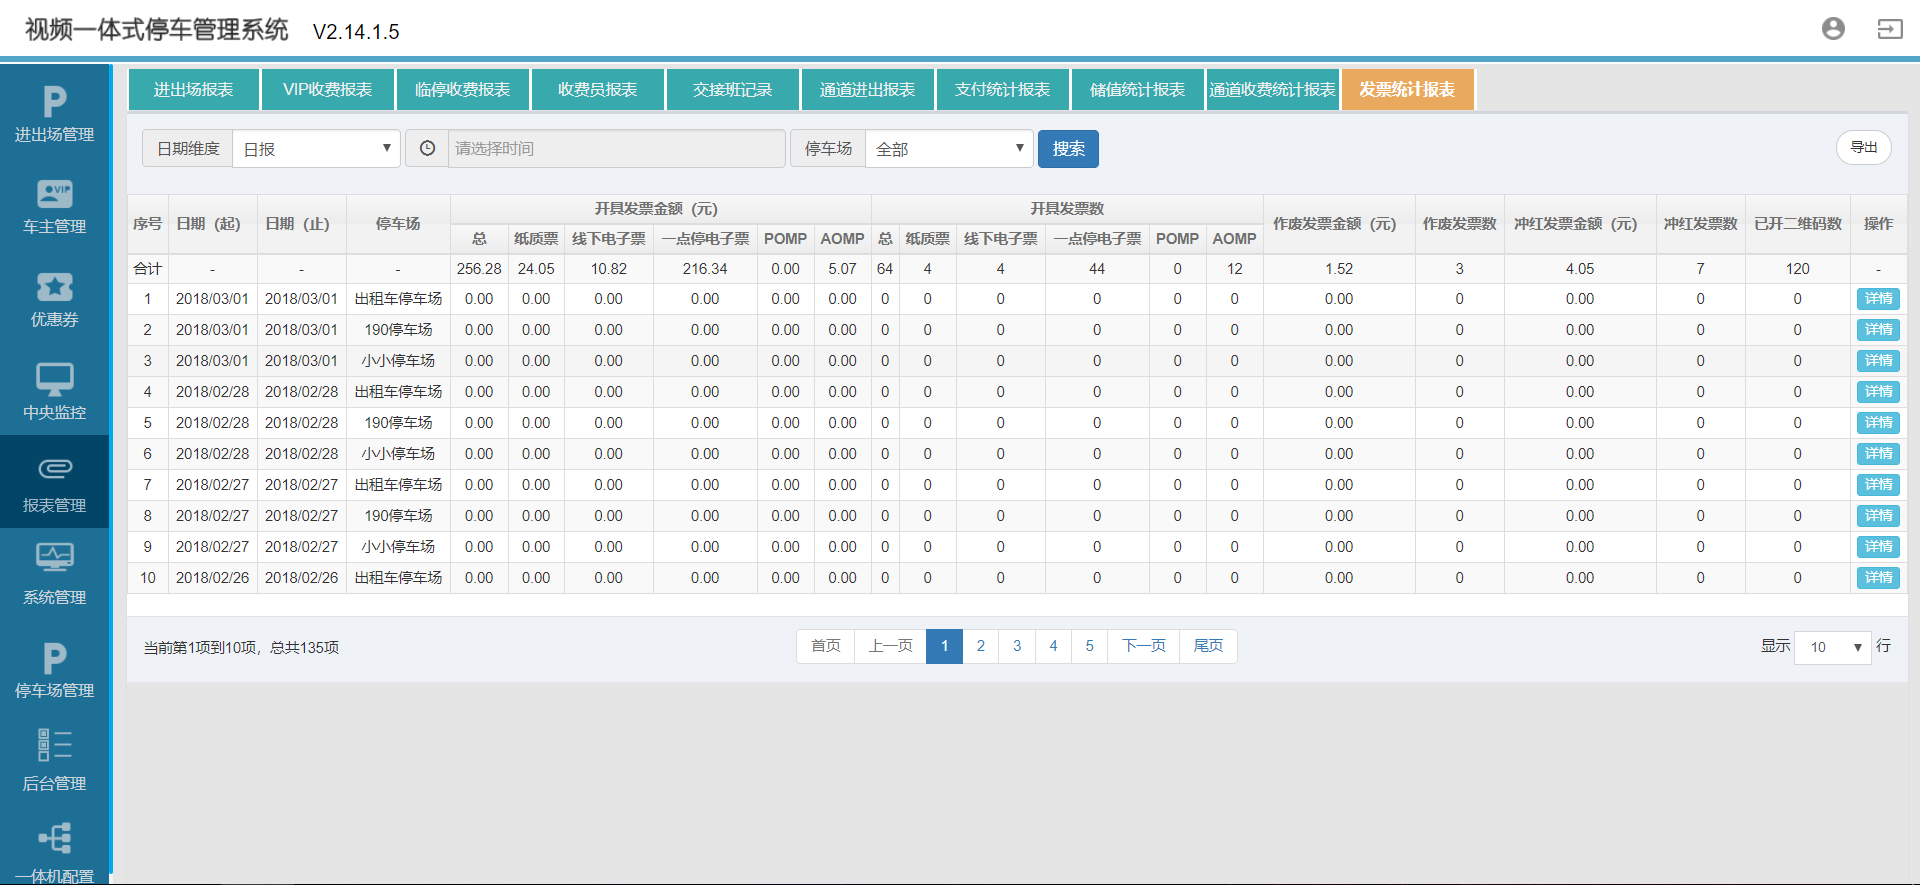 视频一体式停车管理系统 V2.14.1.5
进出场管理
车主管理
优惠券
中央监控
报表管理
系统管理
停车场管理
后台管理
一体机配置
进出场报表 VIP收费报表 临停收费报表 收费员报表 交接班记录 通道进出报表 支付统计报表 储值统计报表 通道收费统计报表 发票统计报表
日期维度 日报 请选择时间 停车场 全部 搜索 导出
序号 日期（起） 日期（止） 停车场 开具发票金额（元） 开具发票数 作废发票金额（元） 作废发票数 冲红发票金额（元） 冲红发票数 已开二维码数 操作
总 纸质票 线下电子票 一点停电子票 POMP AOMP 总 纸质票 线下电子票 一点停电子票 POMP AOMP
合计 - - - 256.28 24.05 10.82 216.34 0.00 5.07 64 4 4 44 0 12 1.52 3 4.05 7 120 -
1 2018/03/01 2018/03/01 出租车停车场 0.00 0.00 0.00 0.00 0.00 0.00 0 0 0 0 0 0 0.00 0 0.00 0 0 详情
2 2018/03/01 2018/03/01 190停车场 0.00 0.00 0.00 0.00 0.00 0.00 0 0 0 0 0 0 0.00 0 0.00 0 0 详情
3 2018/03/01 2018/03/01 小小停车场 0.00 0.00 0.00 0.00 0.00 0.00 0 0 0 0 0 0 0.00 0 0.00 0 0 详情
4 2018/02/28 2018/02/28 出租车停车场 0.00 0.00 0.00 0.00 0.00 0.00 0 0 0 0 0 0 0.00 0 0.00 0 0 详情
5 2018/02/28 2018/02/28 190停车场 0.00 0.00 0.00 0.00 0.00 0.00 0 0 0 0 0 0 0.00 0 0.00 0 0 详情
6 2018/02/28 2018/02/28 小小停车场 0.00 0.00 0.00 0.00 0.00 0.00 0 0 0 0 0 0 0.00 0 0.00 0 0 详情
7 2018/02/27 2018/02/27 出租车停车场 0.00 0.00 0.00 0.00 0.00 0.00 0 0 0 0 0 0 0.00 0 0.00 0 0 详情
8 2018/02/27 2018/02/27 190停车场 0.00 0.00 0.00 0.00 0.00 0.00 0 0 0 0 0 0 0.00 0 0.00 0 0 详情
9 2018/02/27 2018/02/27 小小停车场 0.00 0.00 0.00 0.00 0.00 0.00 0 0 0 0 0 0 0.00 0 0.00 0 0 详情
10 2018/02/26 2018/02/26 出租车停车场 0.00 0.00 0.00 0.00 0.00 0.00 0 0 0 0 0 0 0.00 0 0.00 0 0 详情
当前第1项到10项，总共135项 首页 上一页 1 2 3 4 5 下一页 尾页 显示 10 行